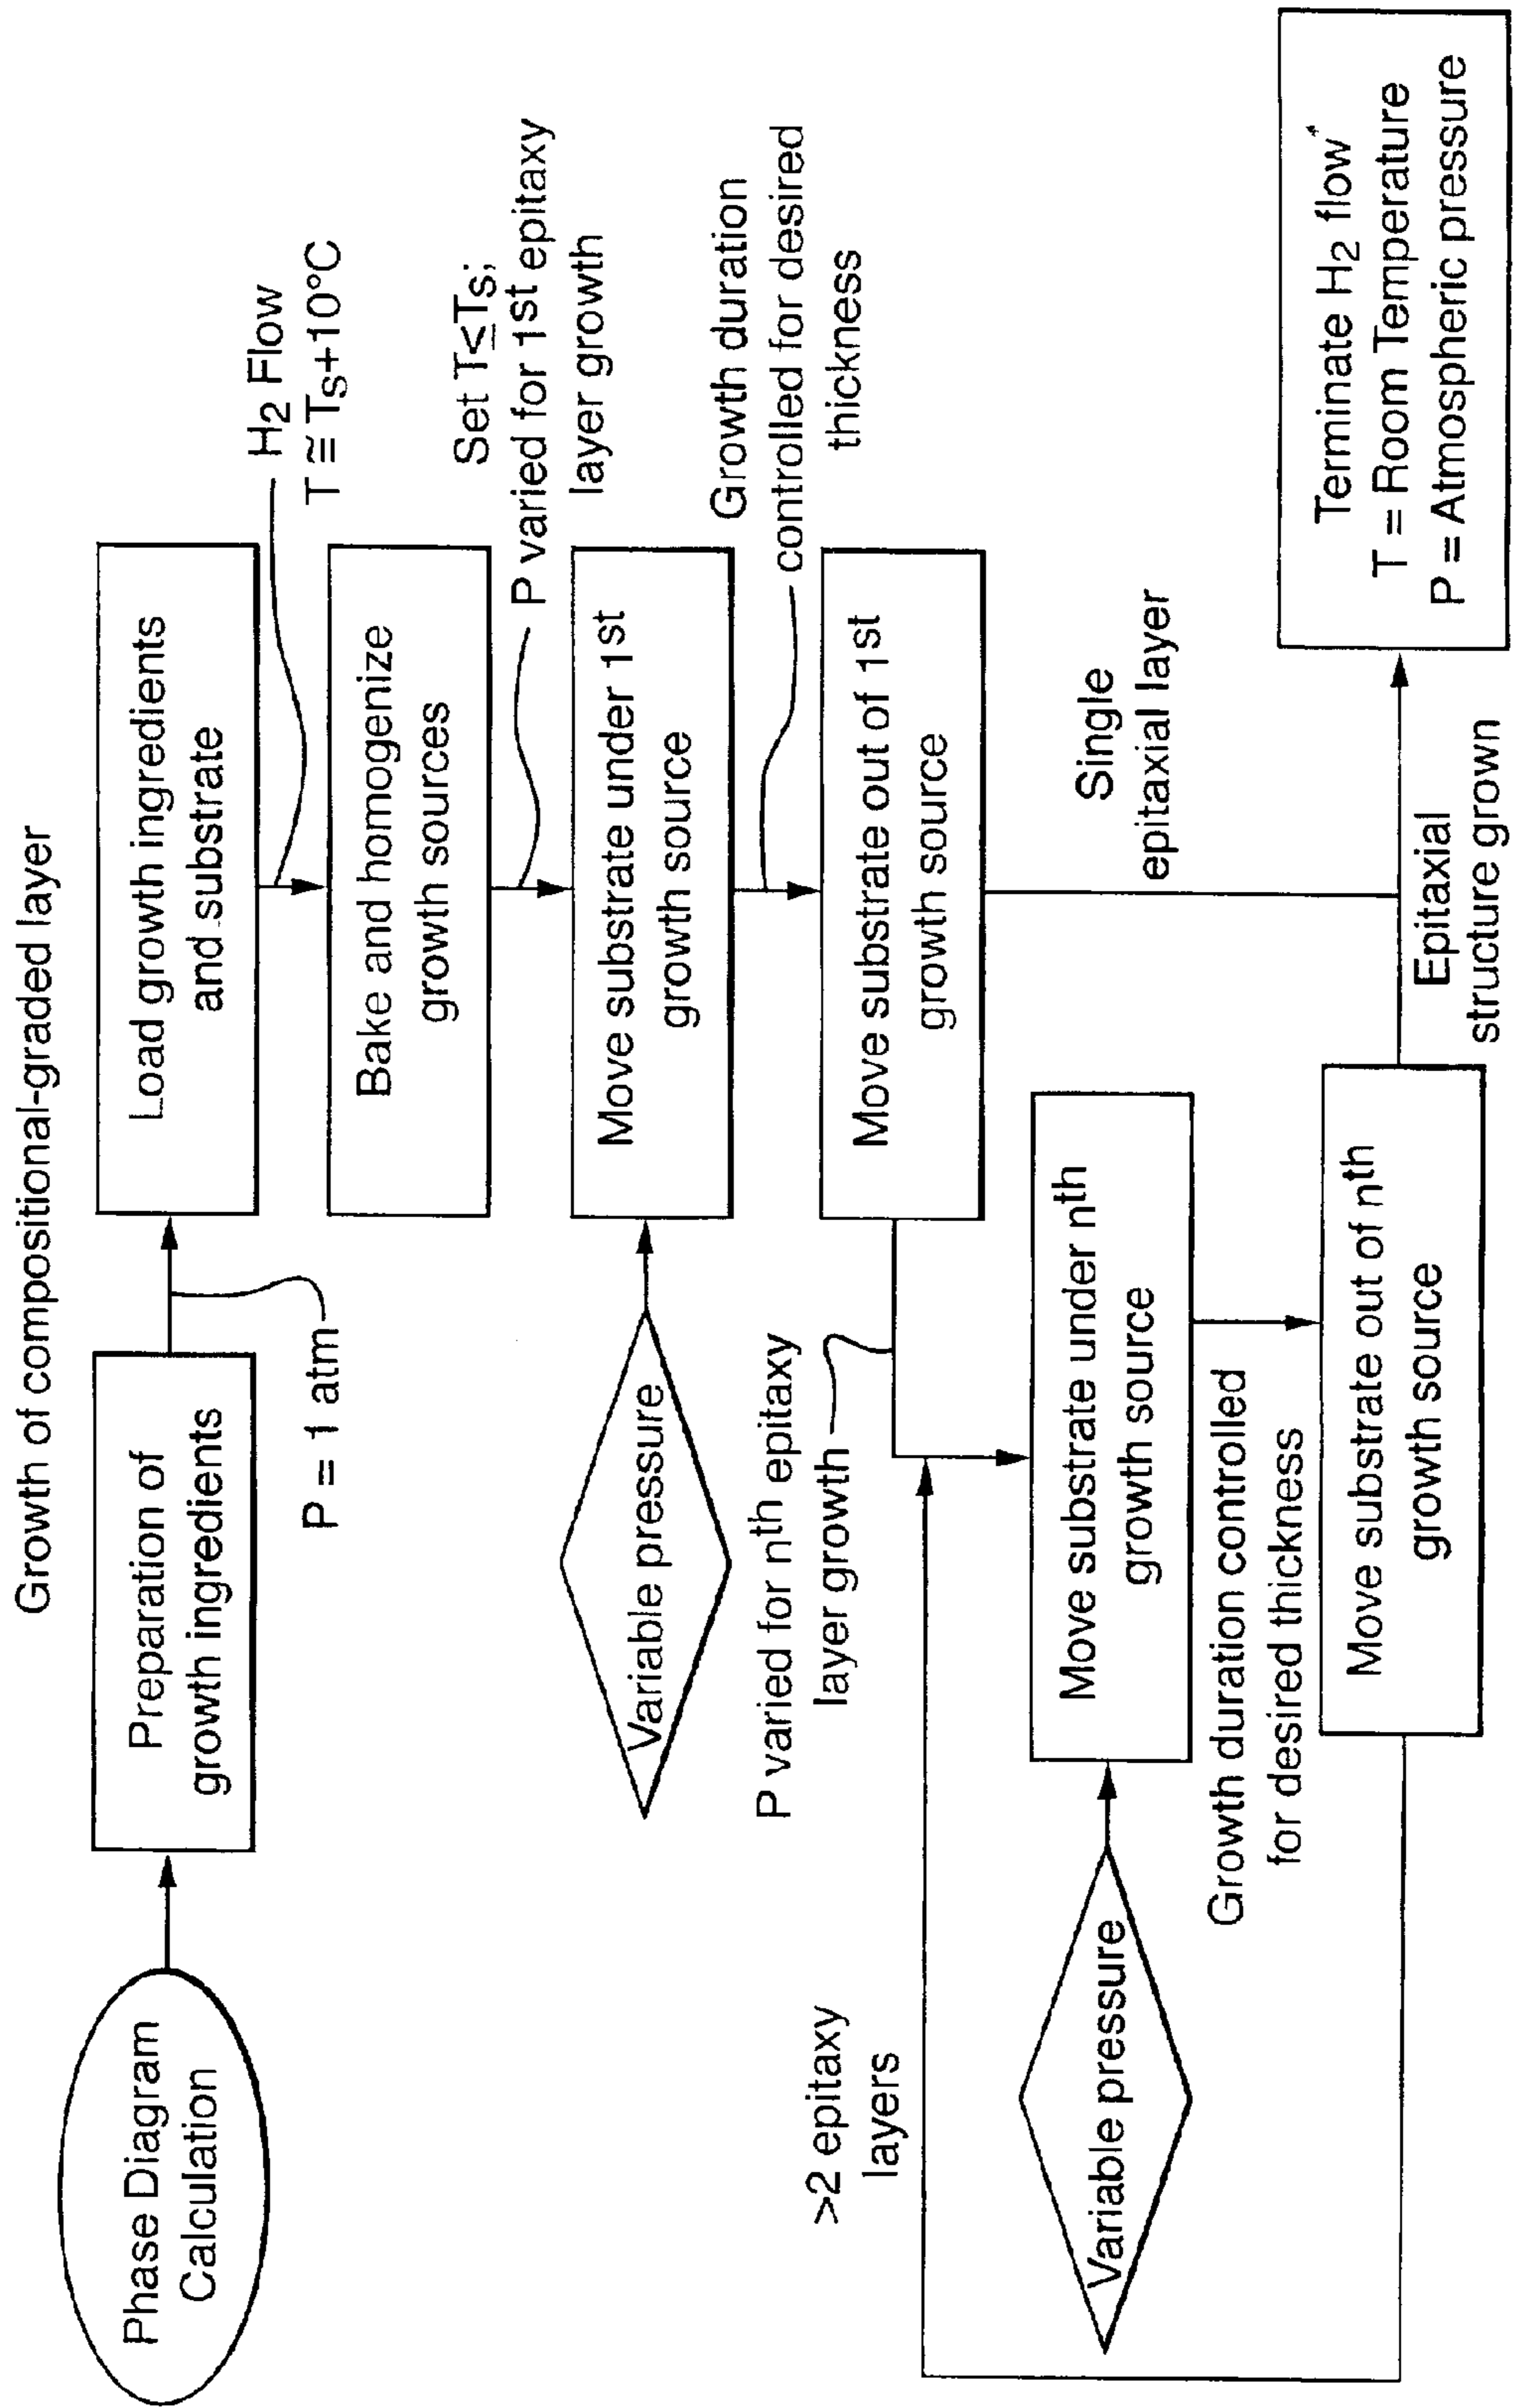 Growth of compositional-graded layer
Phase Diagram
Calculation
Preparation of
growth ingredients
P = 1 atm
Load growth ingredients
and substrate
H2 Flow
T ≅ TS+10°C
Bake and homogenize
growth sources
Set T≤TS;
P varied for 1st epitaxy
layer growth
Variable pressure
Move substrate under 1st
growth source
Growth duration
controlled for desired
thickness
Move substrate out of 1st
growth source
P varied for nth epitaxy
layer growth
Single
epitaxial layer
>2 epitaxy
layers
Variable pressure
Move substrate under nth
growth source
Growth duration controlled
for desired thickness
Move substrate out of nth
growth source
Epitaxial
structure grown
Terminate H2 flow
T = Room Temperature
P = Atmospheric pressure